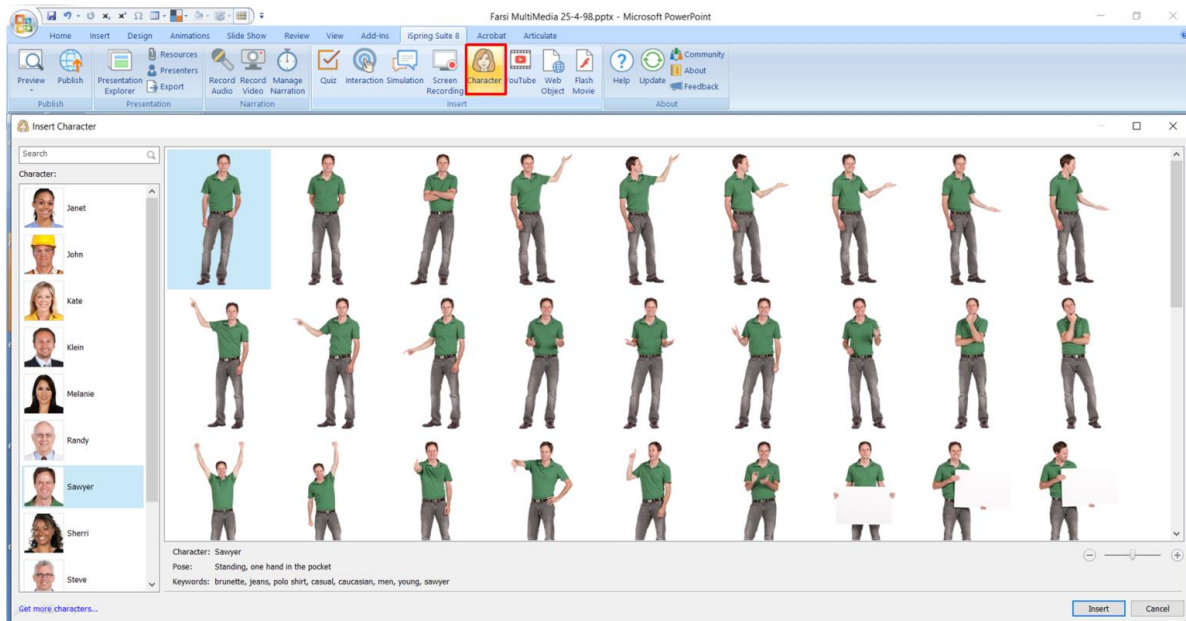 Farsi MultiMedia 25-4-98.pptx - Microsoft PowerPoint
Home Insert Design Animations Slide Show Review View Add-Ins iSpring Suite 8 Acrobat Articulate
Preview
Publish
Presentation Explorer
Resources
Presenters
Export
Record Audio
Record Video
Manage Narration
Quiz
Interaction
Simulation
Screen Recording
Character
YouTube
Web Object
Flash Movie
Help
Update
Community
About
Feedback
Publish Presentation Narration Insert About
Insert Character
Search
Character:
Janet
John
Kate
Klein
Melanie
Randy
Sawyer
Sherri
Steve
Character: Sawyer
Pose: Standing, one hand in the pocket
Keywords: brunette, jeans, polo shirt, casual, caucasian, men, young, sawyer
Get more characters...
Insert Cancel